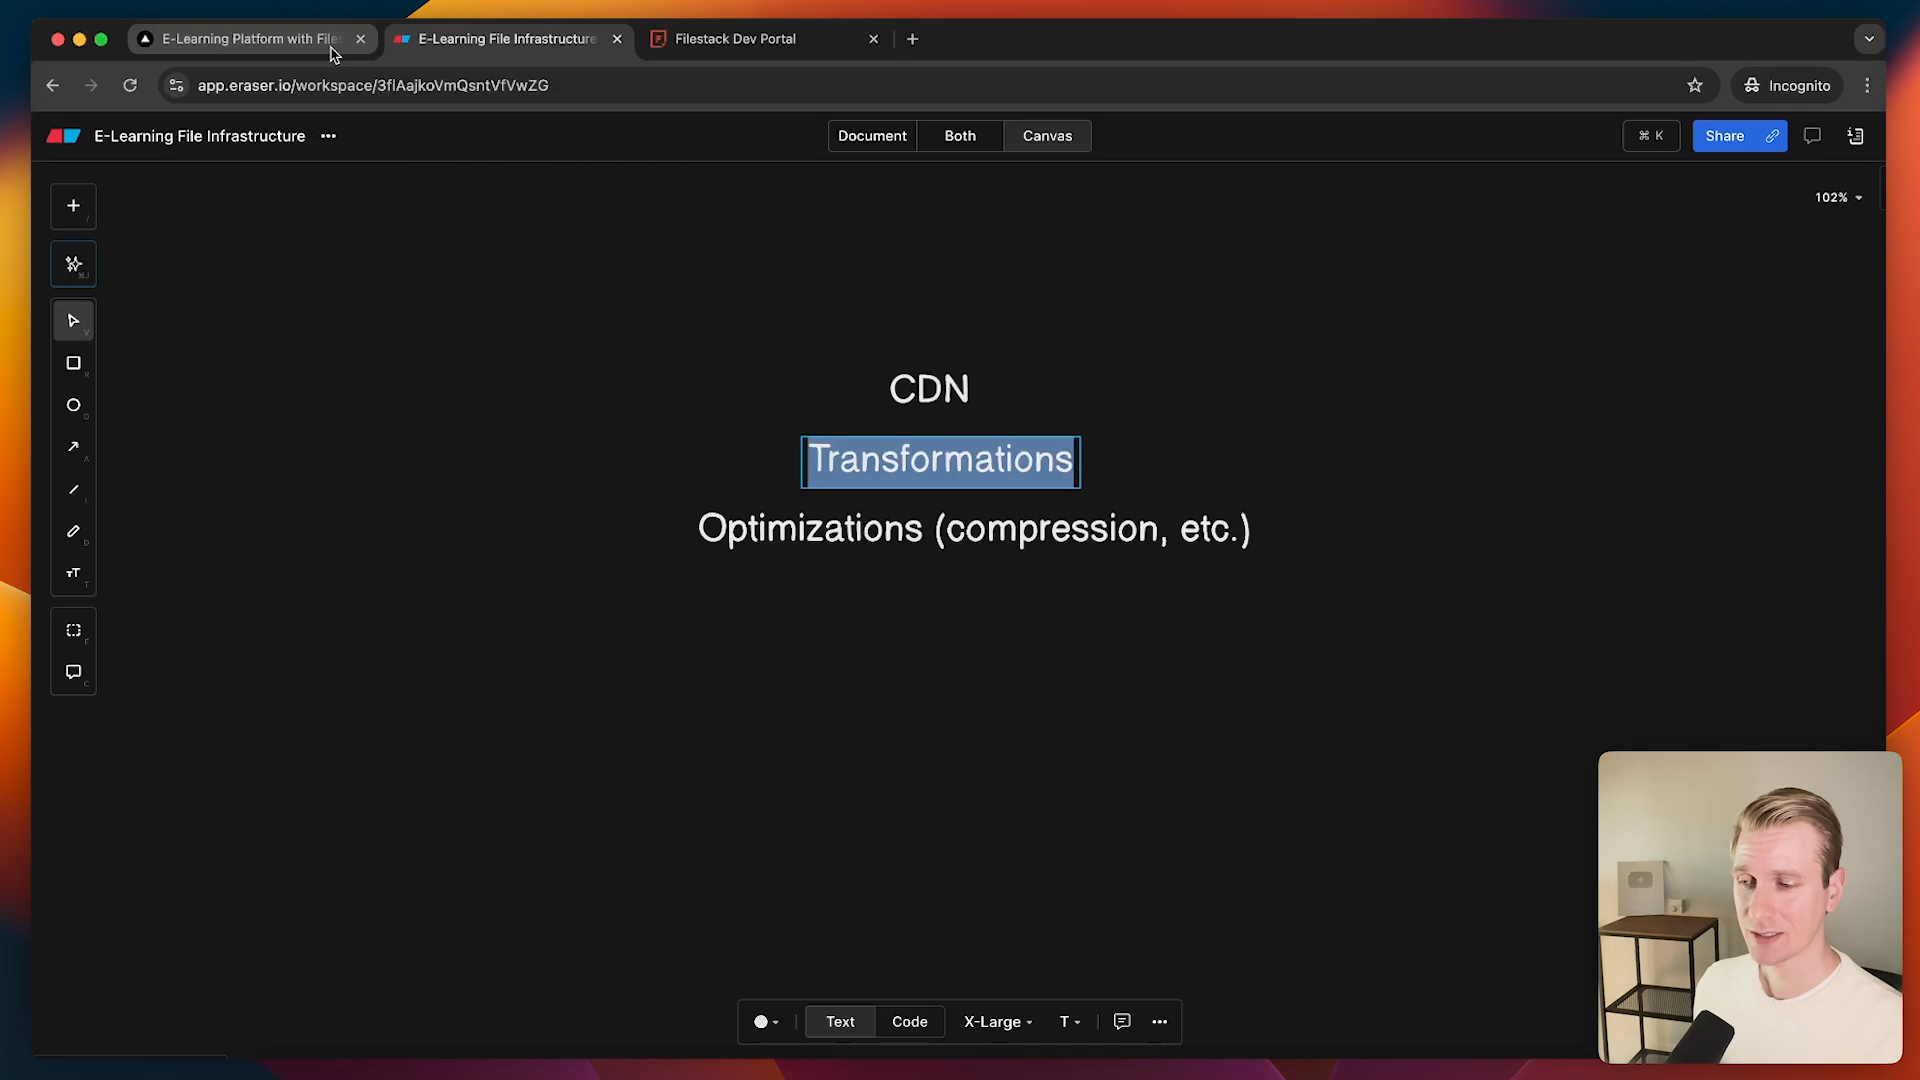 E-Learning Platform with Files
E-Learning File Infrastructure
Filestack Dev Portal
app.eraser.io/workspace/3flAajkoVmQsntVfVwZG
Incognito
E-Learning File Infrastructure
Document
Both
Canvas
⌘ K
Share
102%
CDN
Transformations
Optimizations (compression, etc.)
Text
Code
X-Large
T